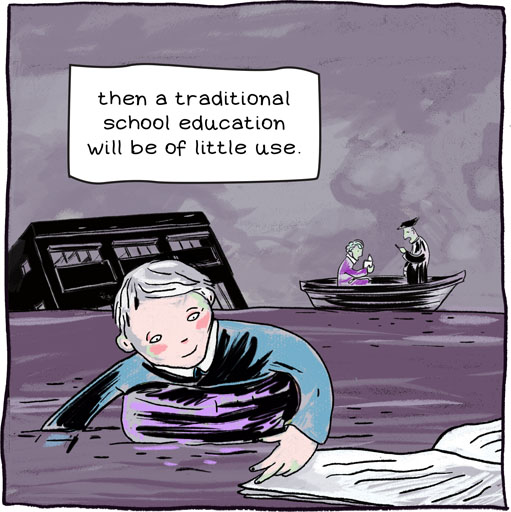 then a traditional
school education
will be of little use.